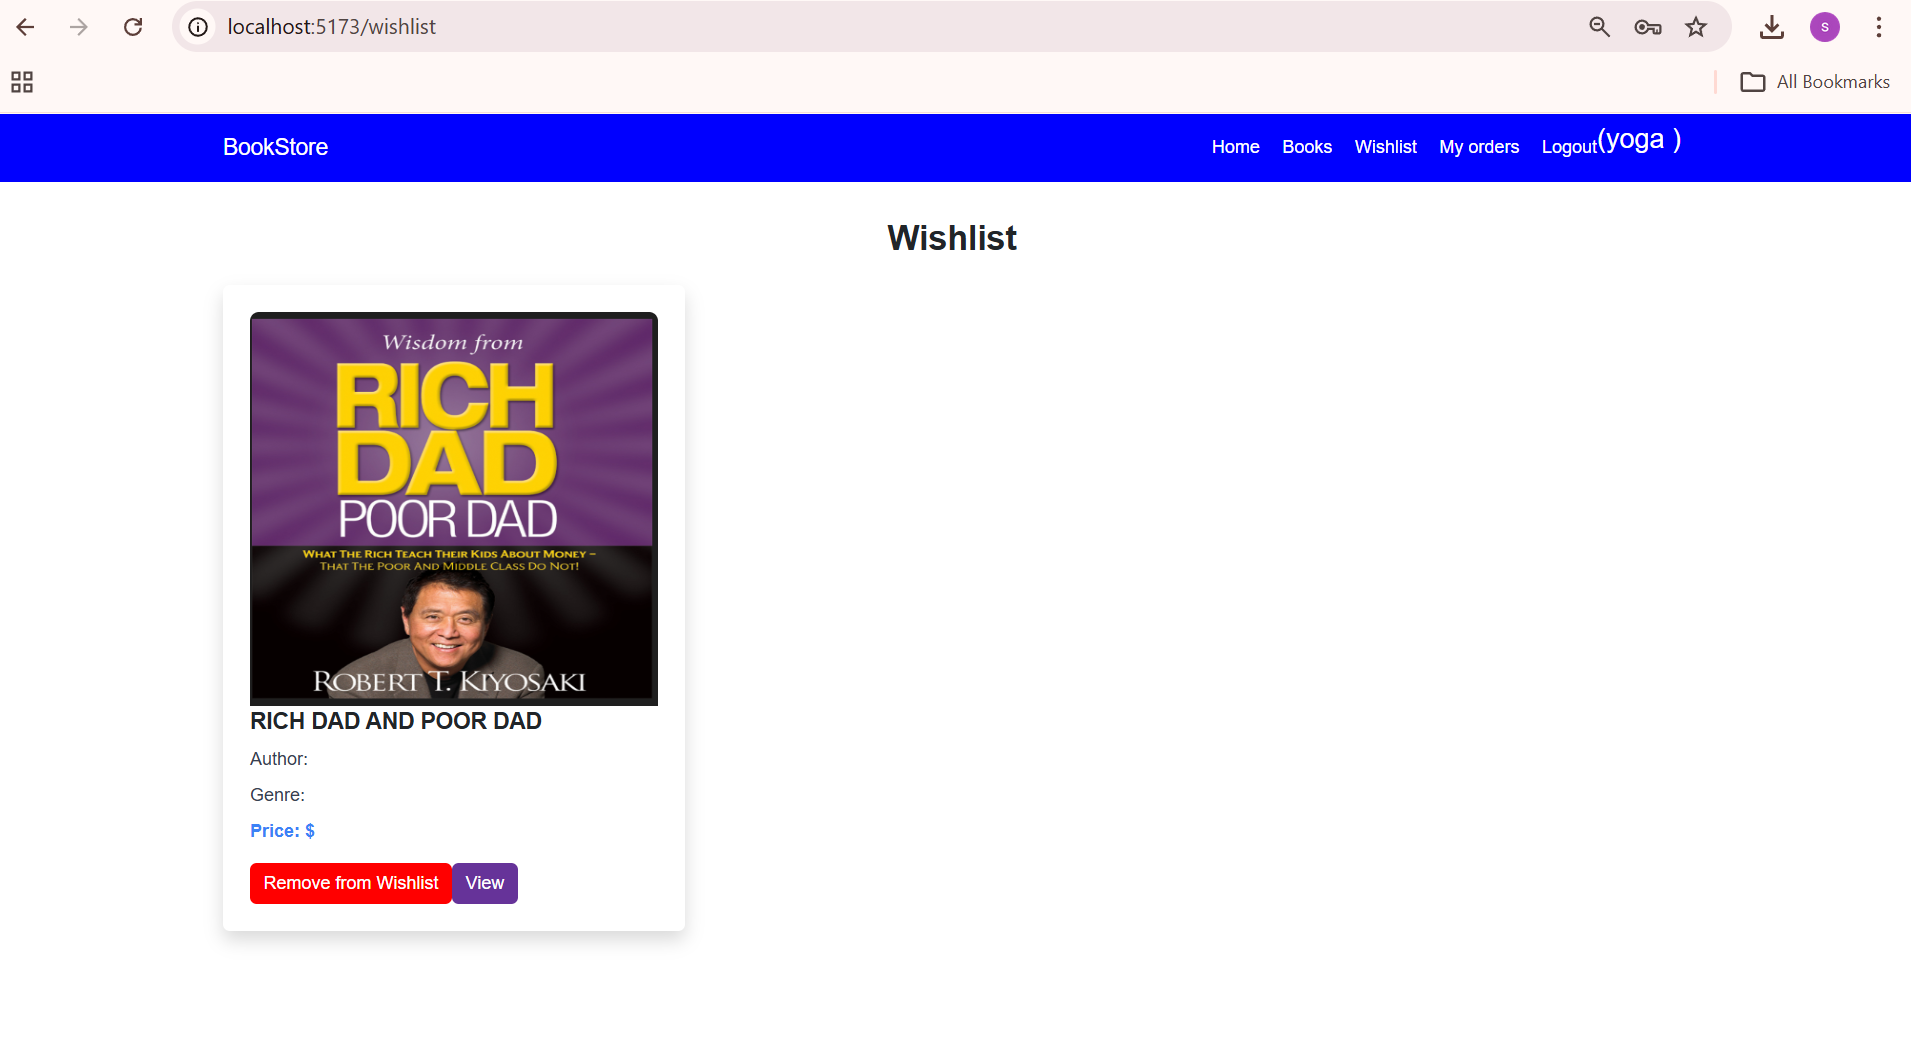 localhost:5173/wishlist
S
All Bookmarks
BookStore
Home Books Wishlist My orders Logout(yoga )
Wishlist
Wisdom from
RICH
DAD
POOR DAD
WHAT THE RICH TEACH THEIR KIDS ABOUT MONEY –
THAT THE POOR AND MIDDLE CLASS DO NOT!
ROBERT T. KIYOSAKI
RICH DAD AND POOR DAD
Author:
Genre:
Price: $
Remove from Wishlist View